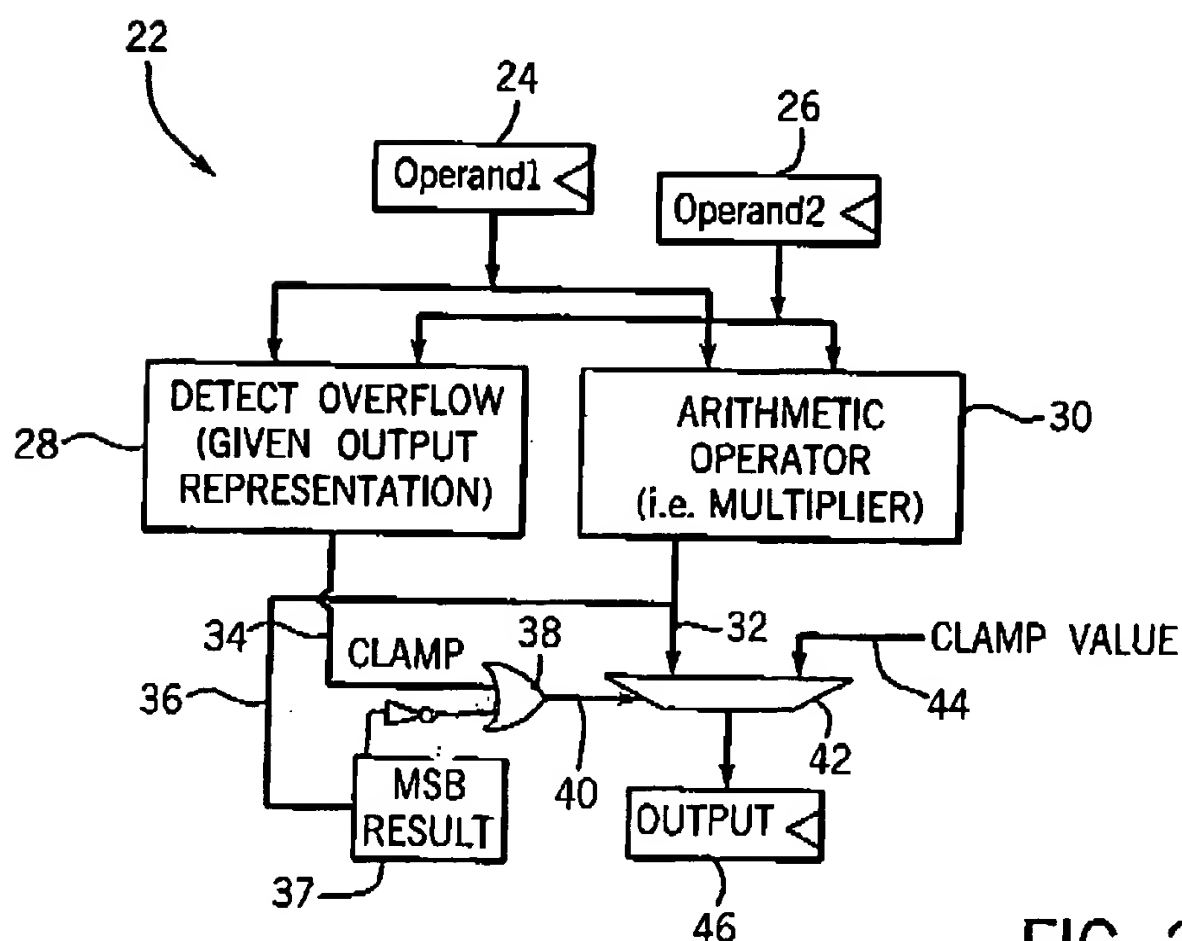 22
24
26
Operand1
Operand2
DETECT OVERFLOW
(GIVEN OUTPUT
REPRESENTATION)
28
ARITHMETIC
OPERATOR
(i.e. MULTIPLIER)
30
34
CLAMP
38
32
CLAMP VALUE
36
44
40
42
MSB
RESULT
OUTPUT
37
46
FIG.